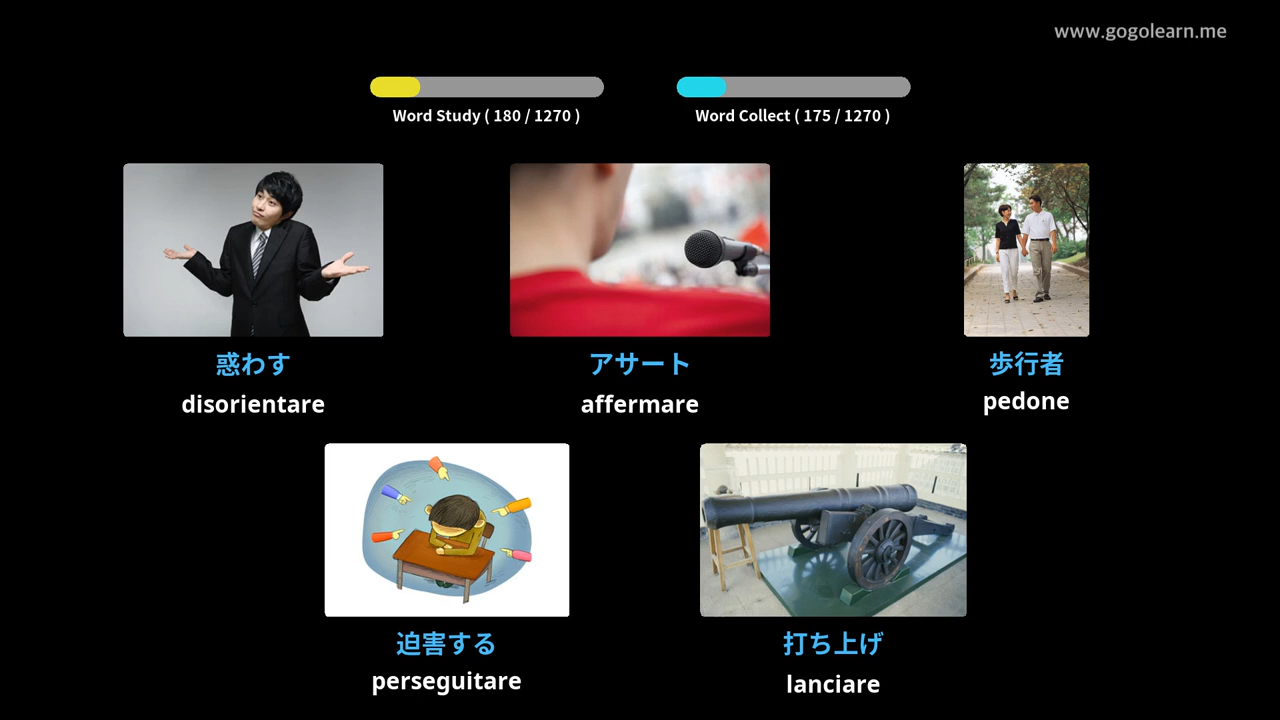 www.gogolearn.me
Word Study ( 180 / 1270 )
Word Collect ( 175 / 1270 )
惑わす
disorientare
アサート
affermare
歩行者
pedone
迫害する
perseguitare
打ち上げ
lanciare